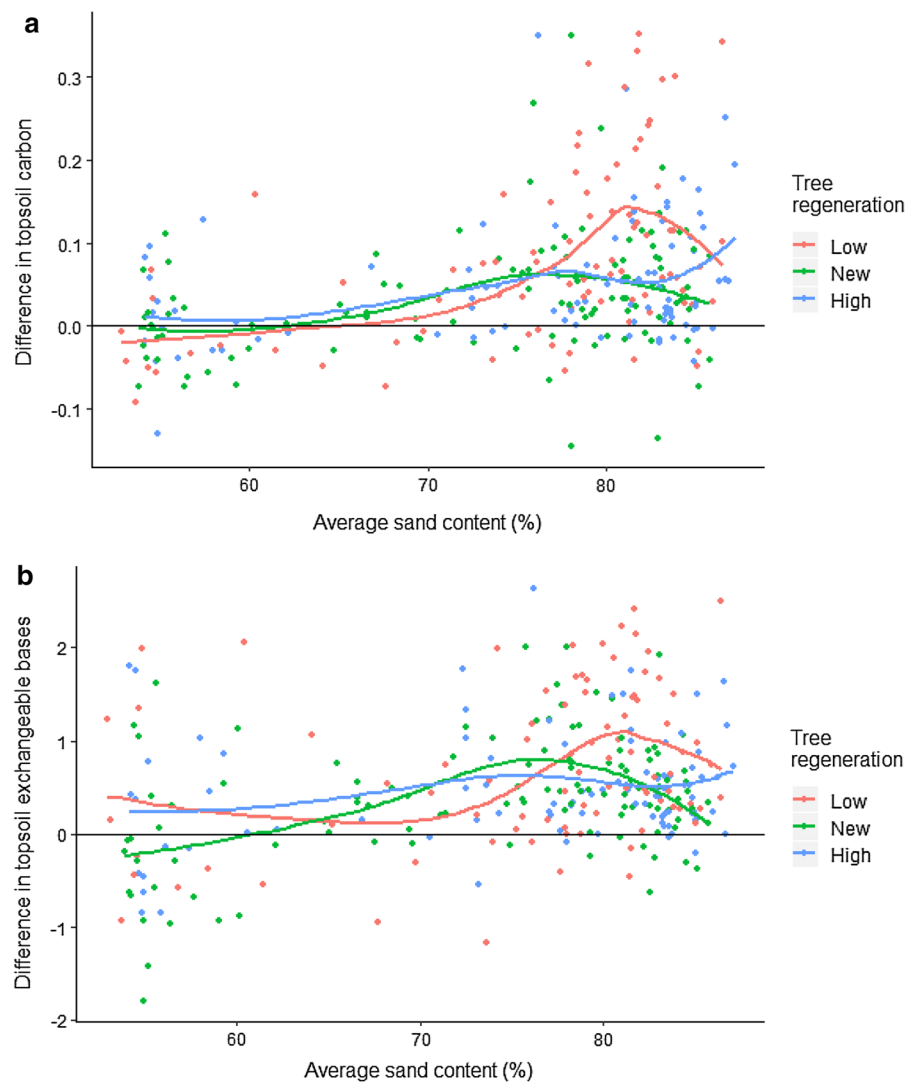 a
0.3
0.2
0.1
0.0
-0.1
60
70
80
Difference in topsoil carbon
Average sand content (%)
Tree
regeneration
Low
New
High
b
2
1
0
-1
-2
60
70
80
Difference in topsoil exchangeable bases
Average sand content (%)
Tree
regeneration
Low
New
High